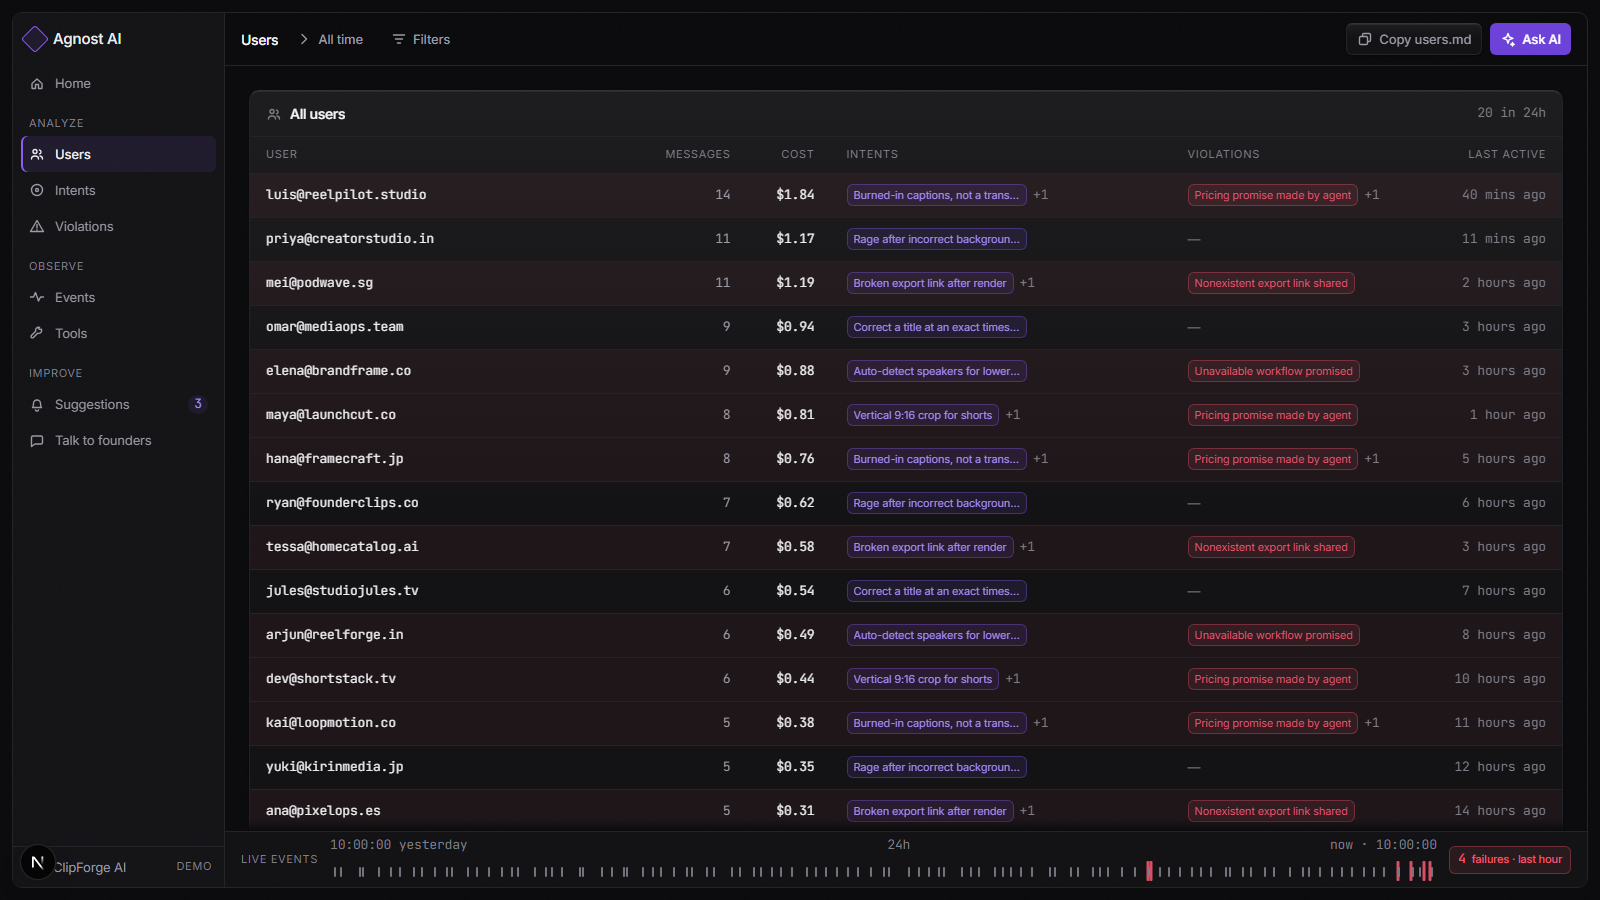 Agnost AI
Home
ANALYZE
Users
Intents
Violations
OBSERVE
Events
Tools
IMPROVE
Suggestions 3
Talk to founders
N
ClipForge AI DEMO
Users All time Filters
Copy users.md Ask AI
All users 20 in 24h
USER MESSAGES COST INTENTS VIOLATIONS LAST ACTIVE
luis@reelpilot.studio 14 $1.84 Burned-in captions, not a trans... +1 Pricing promise made by agent +1 40 mins ago
priya@creatorstudio.in 11 $1.17 Rage after incorrect backgroun... — 11 mins ago
mei@podwave.sg 11 $1.19 Broken export link after render +1 Nonexistent export link shared 2 hours ago
omar@mediaops.team 9 $0.94 Correct a title at an exact times... — 3 hours ago
elena@brandframe.co 9 $0.88 Auto-detect speakers for lower... Unavailable workflow promised 3 hours ago
maya@launchcut.co 8 $0.81 Vertical 9:16 crop for shorts +1 Pricing promise made by agent 1 hour ago
hana@framecraft.jp 8 $0.76 Burned-in captions, not a trans... +1 Pricing promise made by agent +1 5 hours ago
ryan@founderclips.co 7 $0.62 Rage after incorrect backgroun... — 6 hours ago
tessa@homecatalog.ai 7 $0.58 Broken export link after render +1 Nonexistent export link shared 3 hours ago
jules@studiojules.tv 6 $0.54 Correct a title at an exact times... — 7 hours ago
arjun@reelforge.in 6 $0.49 Auto-detect speakers for lower... Unavailable workflow promised 8 hours ago
dev@shortstack.tv 6 $0.44 Vertical 9:16 crop for shorts +1 Pricing promise made by agent 10 hours ago
kai@loopmotion.co 5 $0.38 Burned-in captions, not a trans... +1 Pricing promise made by agent +1 11 hours ago
yuki@kirinmedia.jp 5 $0.35 Rage after incorrect backgroun... — 12 hours ago
ana@pixelops.es 5 $0.31 Broken export link after render +1 Nonexistent export link shared 14 hours ago
10:00:00 yesterday 24h now · 10:00:00
LIVE EVENTS 4 failures · last hour